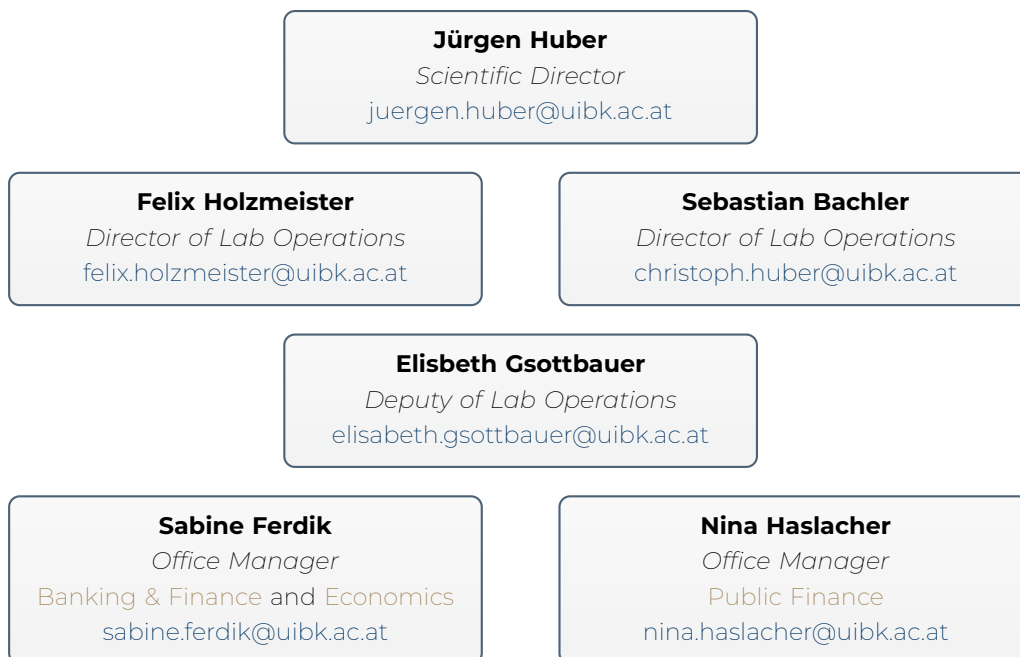 Jürgen Huber
Scientific Director
juergen.huber@uibk.ac.at
Felix Holzmeister
Director of Lab Operations
felix.holzmeister@uibk.ac.at
Sebastian Bachler
Director of Lab Operations
christoph.huber@uibk.ac.at
Elisbeth Gsottbauer
Deputy of Lab Operations
elisabeth.gsottbauer@uibk.ac.at
Sabine Ferdik
Office Manager
Banking & Finance and Economics
sabine.ferdik@uibk.ac.at
Nina Haslacher
Office Manager
Public Finance
nina.haslacher@uibk.ac.at